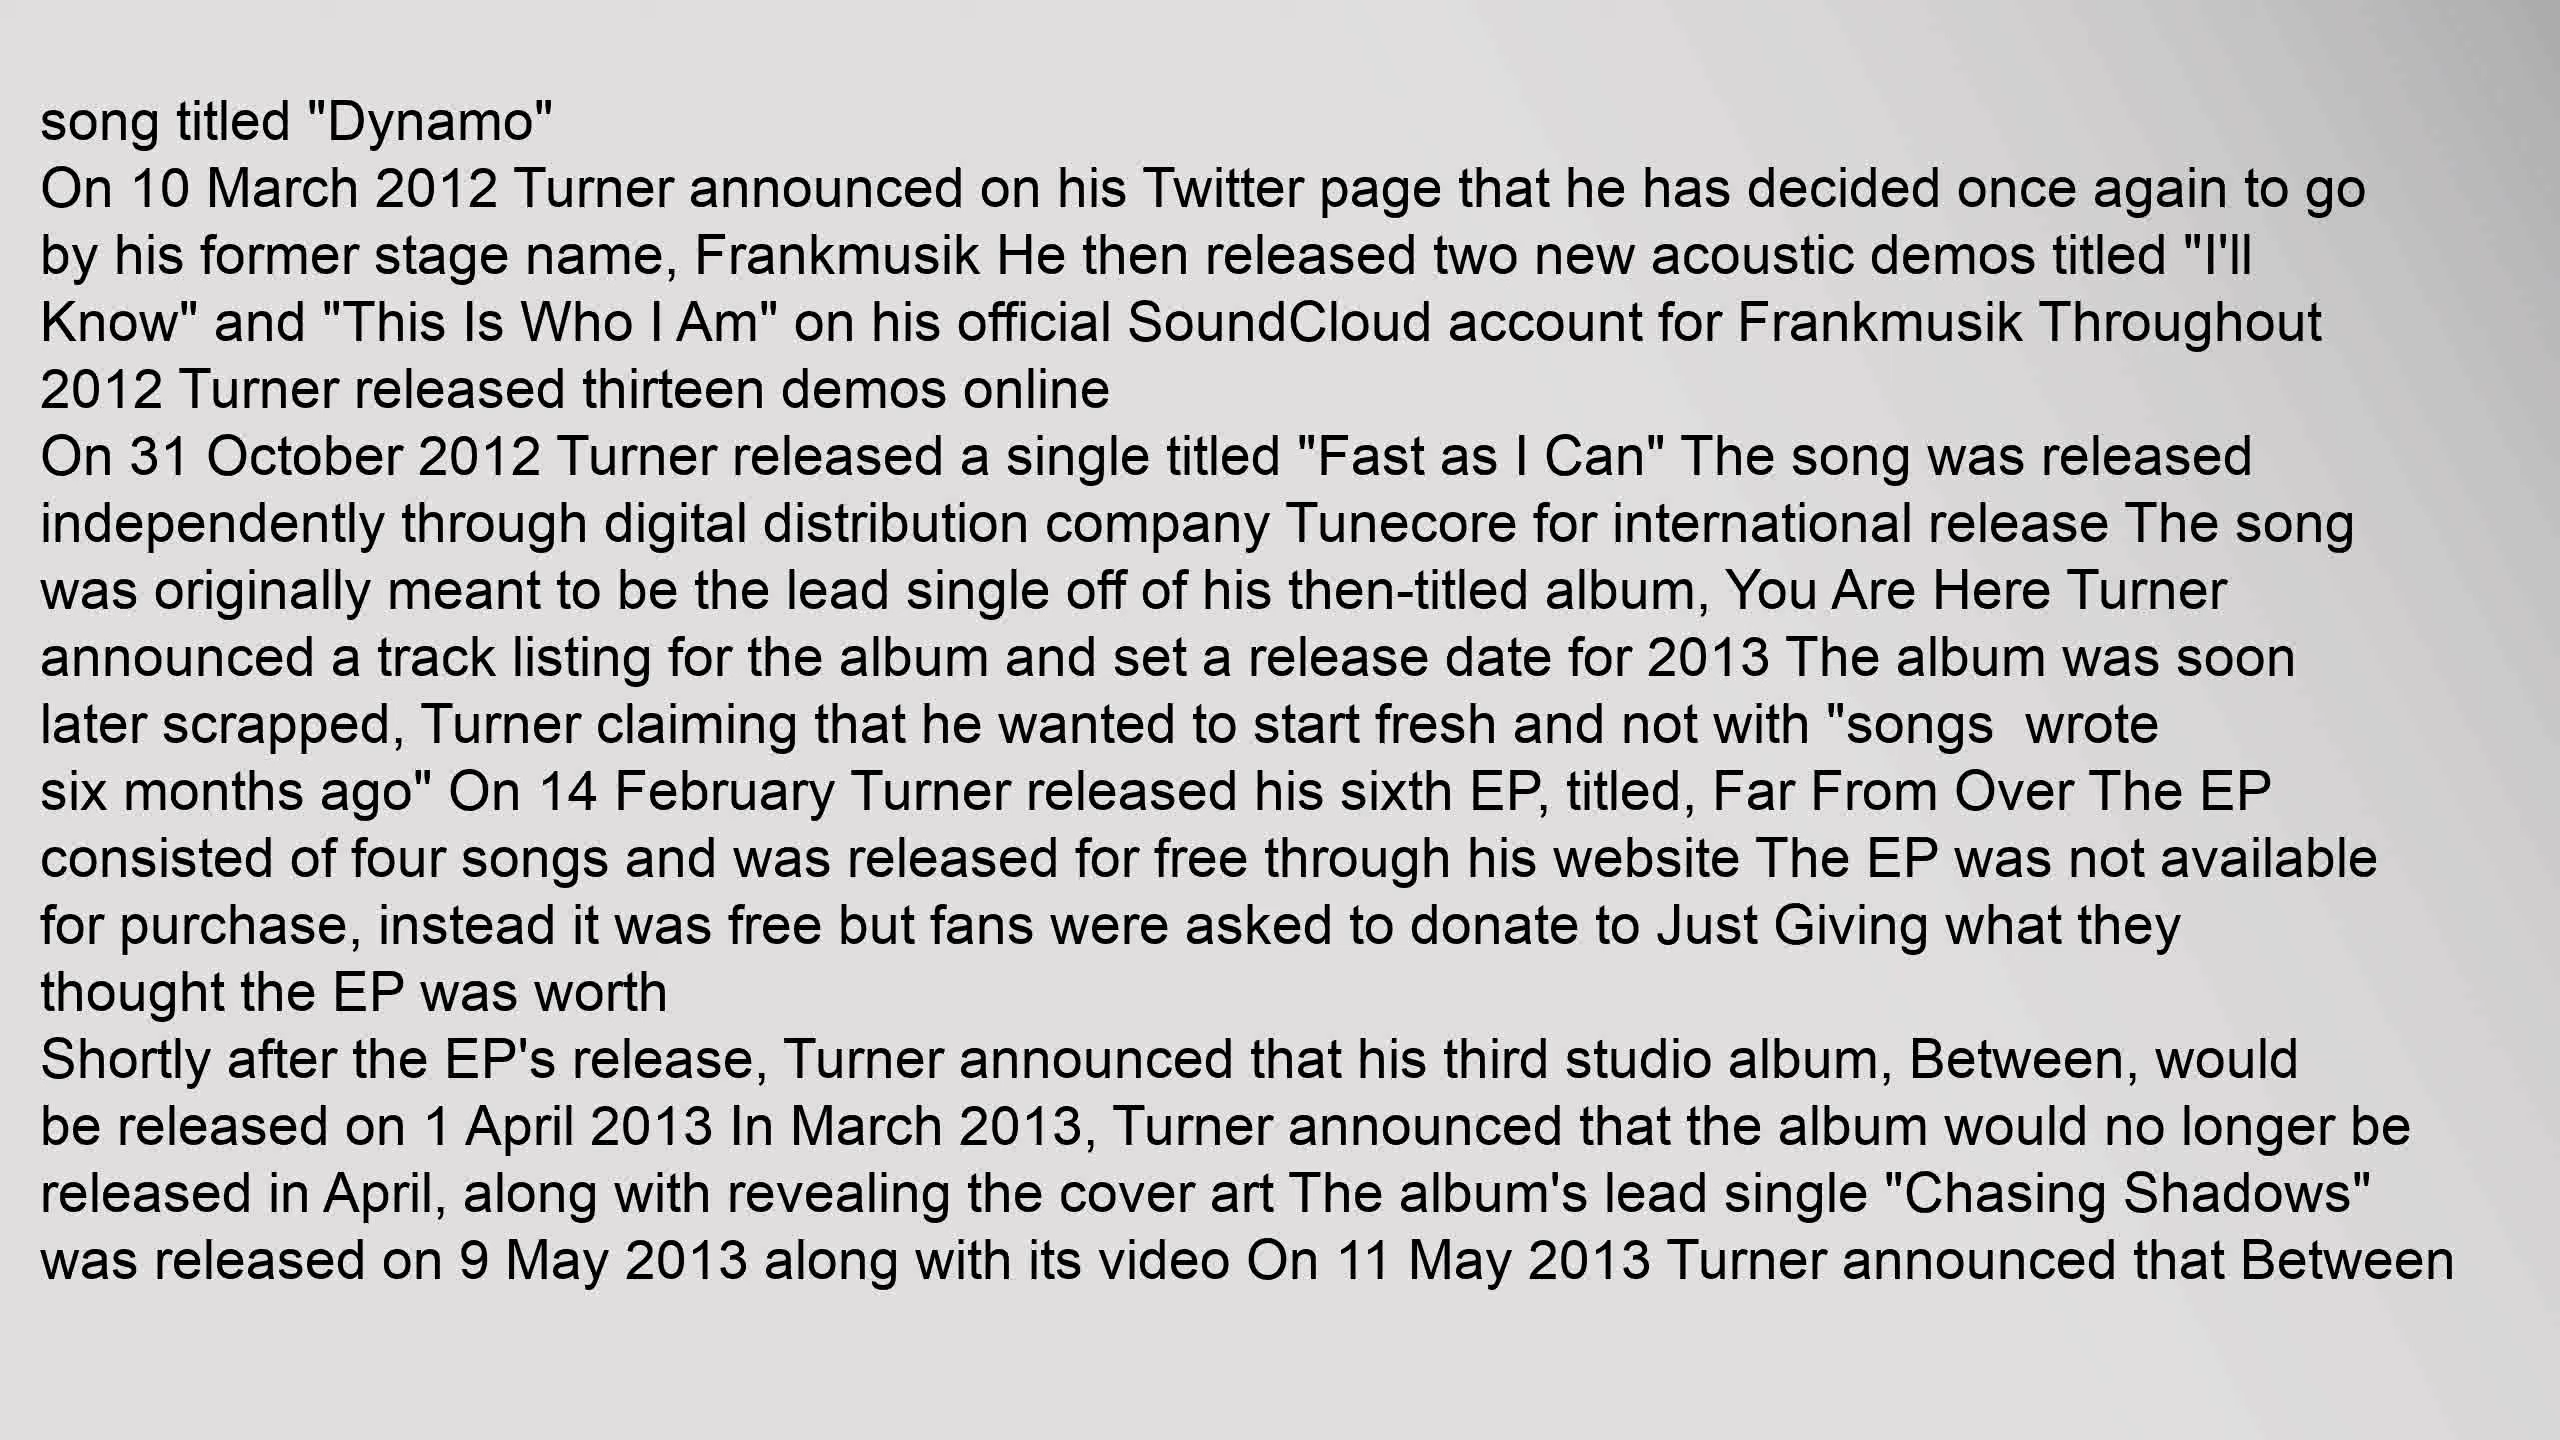 song titled "Dynamo"
On 10 March 2012 Turner announced on his Twitter page that he has decided once again to go
by his former stage name, Frankmusik He then released two new acoustic demos titled "I'll
Know" and "This Is Who I Am" on his official SoundCloud account for Frankmusik Throughout
2012 Turner released thirteen demos online
On 31 October 2012 Turner released a single titled "Fast as I Can" The song was released
independently through digital distribution company Tunecore for international release The song
was originally meant to be the lead single off of his then-titled album, You Are Here Turner
announced a track listing for the album and set a release date for 2013 The album was soon
later scrapped, Turner claiming that he wanted to start fresh and not with "songs  wrote
six months ago" On 14 February Turner released his sixth EP, titled, Far From Over The EP
consisted of four songs and was released for free through his website The EP was not available
for purchase, instead it was free but fans were asked to donate to Just Giving what they
thought the EP was worth
Shortly after the EP's release, Turner announced that his third studio album, Between, would
be released on 1 April 2013 In March 2013, Turner announced that the album would no longer be
released in April, along with revealing the cover art The album's lead single "Chasing Shadows"
was released on 9 May 2013 along with its video On 11 May 2013 Turner announced that Between